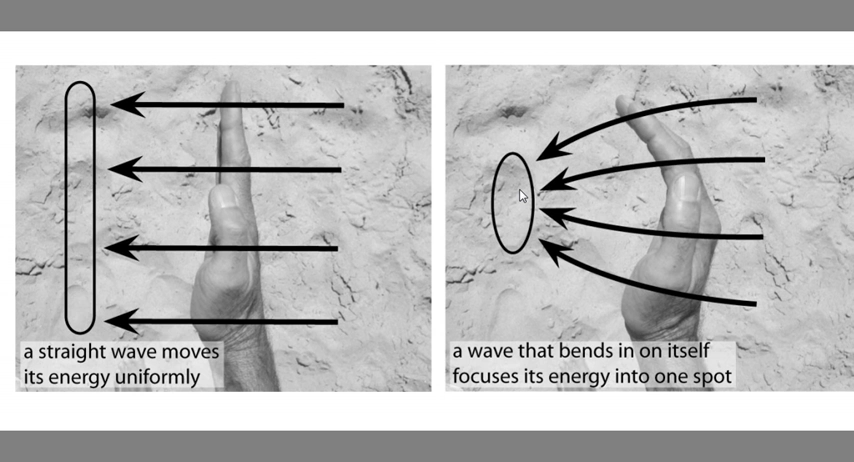 a straight wave moves
its energy uniformly
a wave that bends in on itself
focuses its energy into one spot